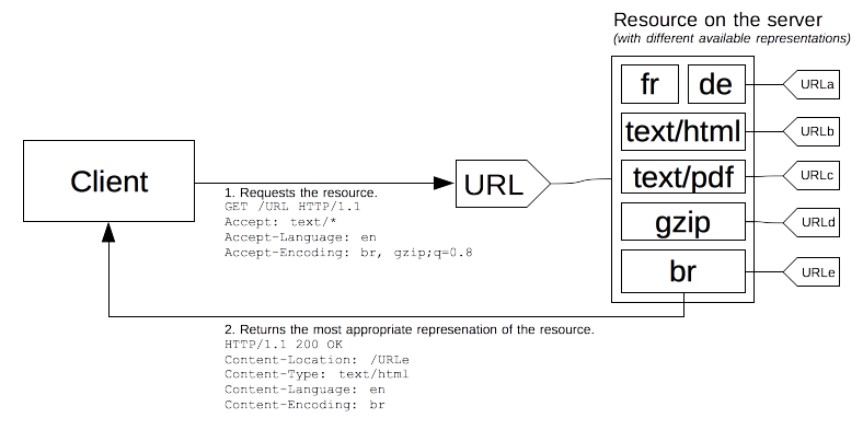 Resource on the server
(with different available representations)
fr
de
URLa
text/html
URLb
text/pdf
URLc
gzip
URLd
br
URLe
Client
URL
1. Requests the resource.
GET /URL HTTP/1.1
Accept: text/*
Accept-Language: en
Accept-Encoding: br, gzip;q=0.8
2. Returns the most appropriate represenation of the resource.
HTTP/1.1 200 OK
Content-Location: /URLe
Content-Type: text/html
Content-Language: en
Content-Encoding: br